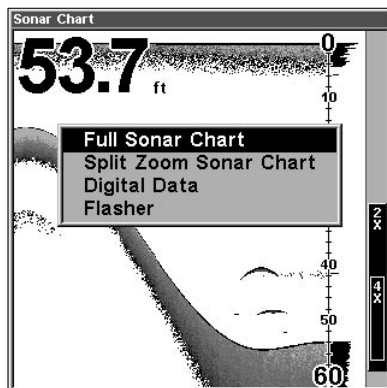 Sonar Chart
53.7 ft
0
10
Full Sonar Chart
Split Zoom Sonar Chart
Digital Data
Flasher
2X
40
4X
50
60